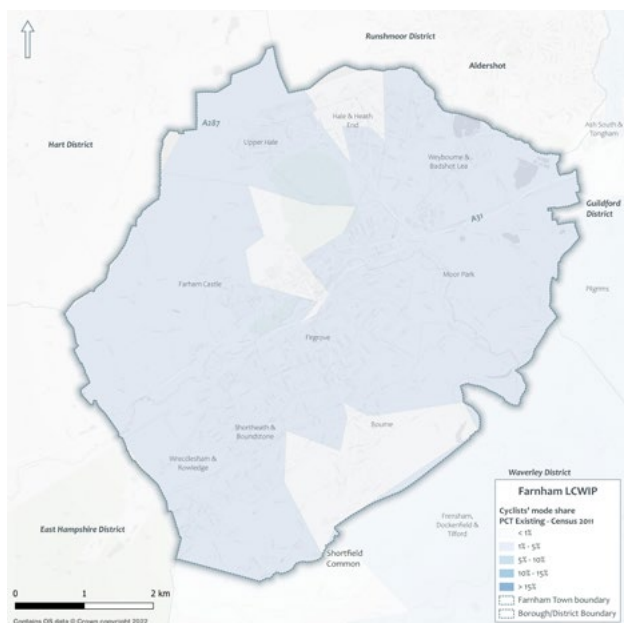 Runshmoor District
Aldershot
Hale & Heath
End
A287
Upper Hale
Hart District
Ash South &
Tongham
Weybourne &
Badshot Lea
Guildford
District
A31
Moor Park
Farham Castle
Pilgrims
Firgrove
Shortheath &
Boundstone
Bourne
Wrecclesham &
Rowledge
Waverley District
Farnham LCWIP
Cyclists' mode share
PCT Existing - Census 2011
< 1%
1% - 5%
5% - 10%
10% - 15%
> 15%
Farnham Town boundary
Borough/District Boundary
Frensham,
Dockenfield &
Tilford
East Hampshire District
Shortfield
Common
0 1 2 km
Contains OS data © Crown copyright 2022